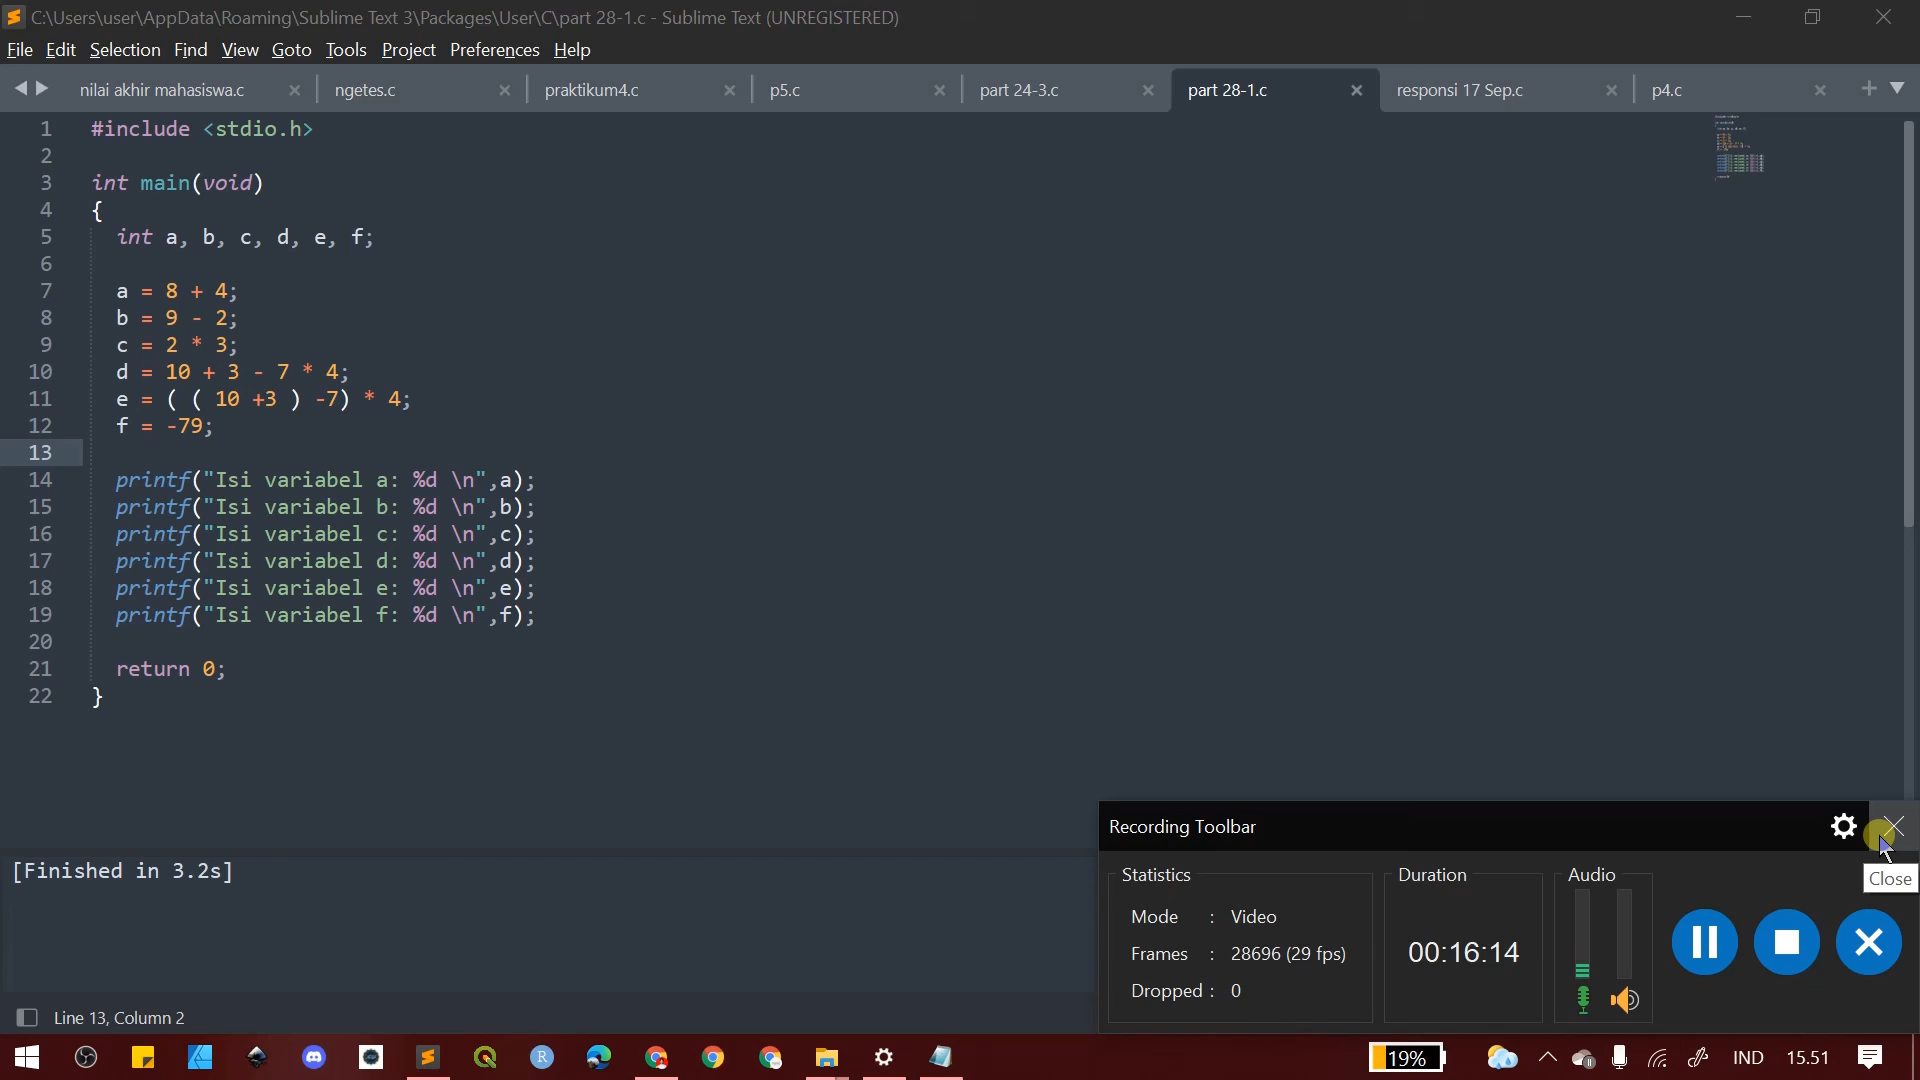 C:\Users\user\AppData\Roaming\Sublime Text 3\Packages\User\C\part 28-1.c - Sublime Text (UNREGISTERED)
File Edit Selection Find View Goto Tools Project Preferences Help
nilai akhir mahasiswa.c ngetes.c praktikum4.c p5.c part 24-3.c part 28-1.c responsi 17 Sep.c p4.c
1 #include <stdio.h>
2
3 int main(void)
4 {
5 int a, b, c, d, e, f;
6
7 a = 8 + 4;
8 b = 9 - 2;
9 c = 2 * 3;
10 d = 10 + 3 - 7 * 4;
11 e = ( ( 10 +3 ) -7) * 4;
12 f = -79;
13
14 printf("Isi variabel a: %d \n",a);
15 printf("Isi variabel b: %d \n",b);
16 printf("Isi variabel c: %d \n",c);
17 printf("Isi variabel d: %d \n",d);
18 printf("Isi variabel e: %d \n",e);
19 printf("Isi variabel f: %d \n",f);
20
21 return 0;
22 }
[Finished in 3.2s]
Line 13, Column 2
Recording Toolbar
Close
Statistics
Mode : Video
Frames : 28696 (29 fps)
Dropped : 0
Duration
00:16:14
Audio
19% IND 15.51